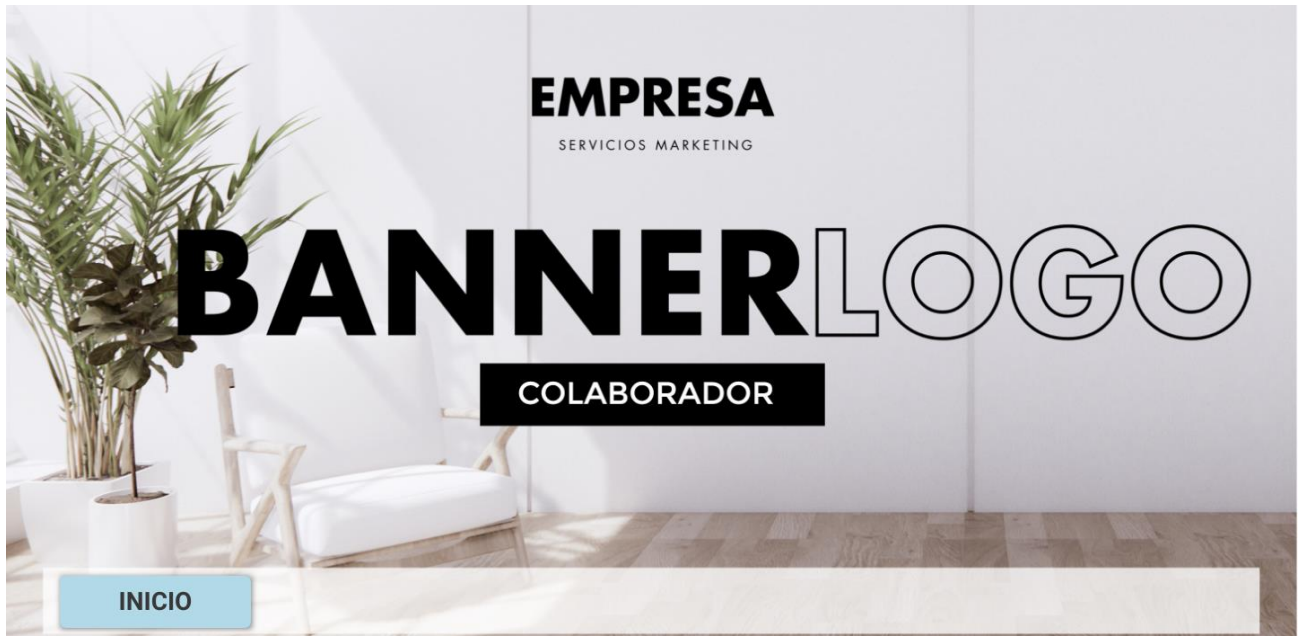 EMPRESA
SERVICIOS MARKETING
BANNERLOGO
COLABORADOR
INICIO